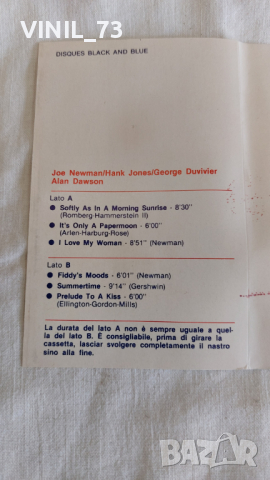 VINIL_73
DISQUES BLACK AND BLUE
Joe Newman/Hank Jones/George Duvivier
Alan Dawson
Lato A
● Softly As In A Morning Sunrise - 8'30"
(Romberg-Hammerstein II)
● It's Only A Papermoon - 6'00"
(Arlen-Harburg-Rose)
● I Love My Woman - 8'51" (Newman)
Lato B
● Fiddy's Moods - 6'01" (Newman)
● Summertime - 9'14" (Gershwin)
● Prelude To A Kiss - 6'00"
(Ellington-Gordon-Mills)
La durata del lato A non è sempre uguale a quel-
la del lato B. È consigliabile, prima di girare la
cassetta, lasciar svolgere completamente il nastro
sino alla fine.
BAZAR